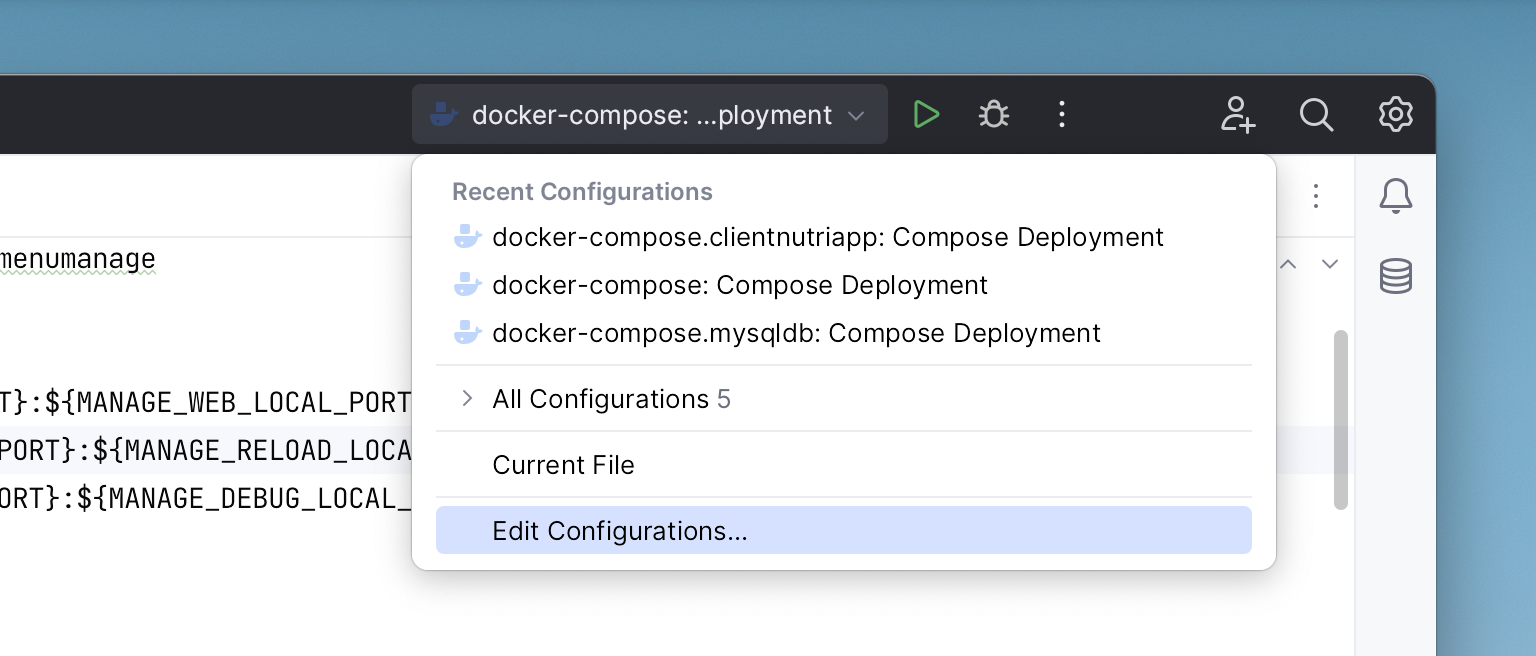 docker-compose: ...ployment
Recent Configurations
docker-compose.clientnutriapp: Compose Deployment
docker-compose: Compose Deployment
docker-compose.mysqldb: Compose Deployment
All Configurations 5
Current File
Edit Configurations...
menumanage
T}:${MANAGE_WEB_LOCAL_PORT
PORT}:${MANAGE_RELOAD_LOCA
ORT}:${MANAGE_DEBUG_LOCAL_